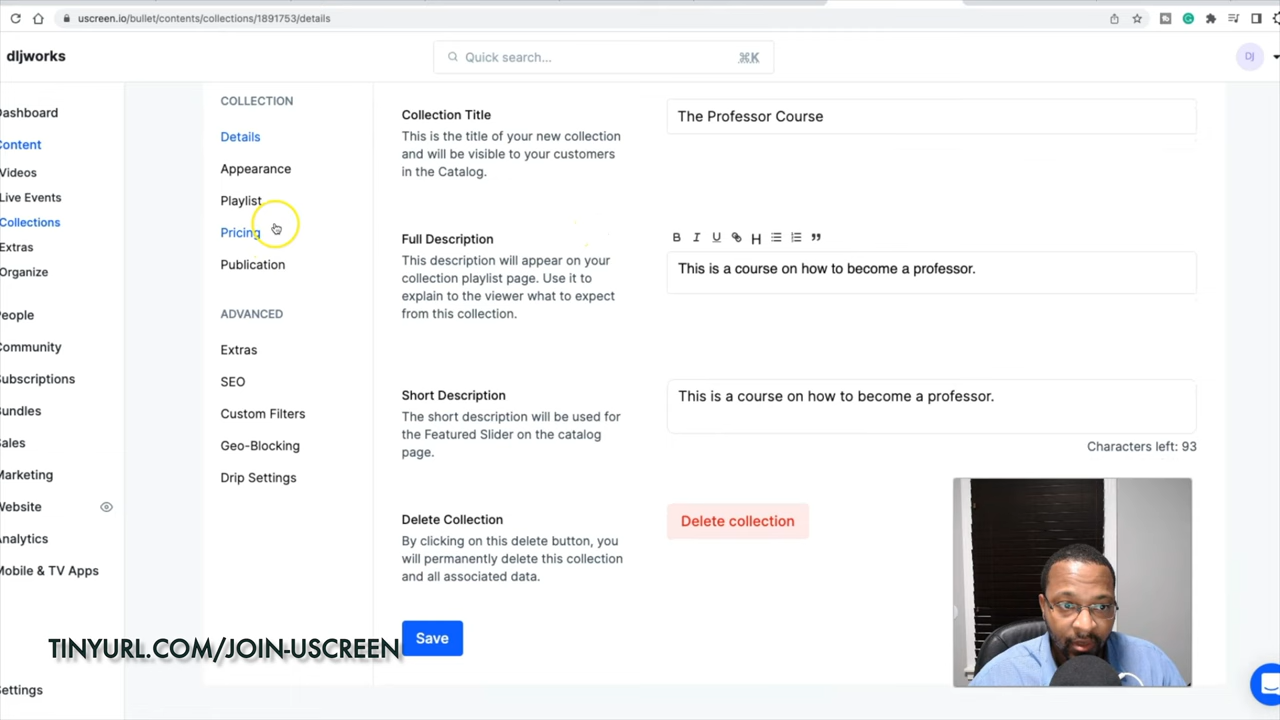 uscreen.io/bullet/contents/collections/1891753/details
dljworks
Quick search...
⌘K
DJ
Dashboard
Content
Videos
Live Events
Collections
Extras
Organize
People
Community
Subscriptions
Bundles
Sales
Marketing
Website
Analytics
Mobile & TV Apps
Settings
COLLECTION
Details
Appearance
Playlist
Pricing
Publication
ADVANCED
Extras
SEO
Custom Filters
Geo-Blocking
Drip Settings
Collection Title
This is the title of your new collection
and will be visible to your customers
in the Catalog.
The Professor Course
Full Description
This description will appear on your
collection playlist page. Use it to
explain to the viewer what to expect
from this collection.
B I U H
This is a course on how to become a professor.
Short Description
The short description will be used for
the Featured Slider on the catalog
page.
This is a course on how to become a professor.
Characters left: 93
Delete Collection
By clicking on this delete button, you
will permanently delete this collection
and all associated data.
Delete collection
Save
TINYURL.COM/JOIN-USCREEN